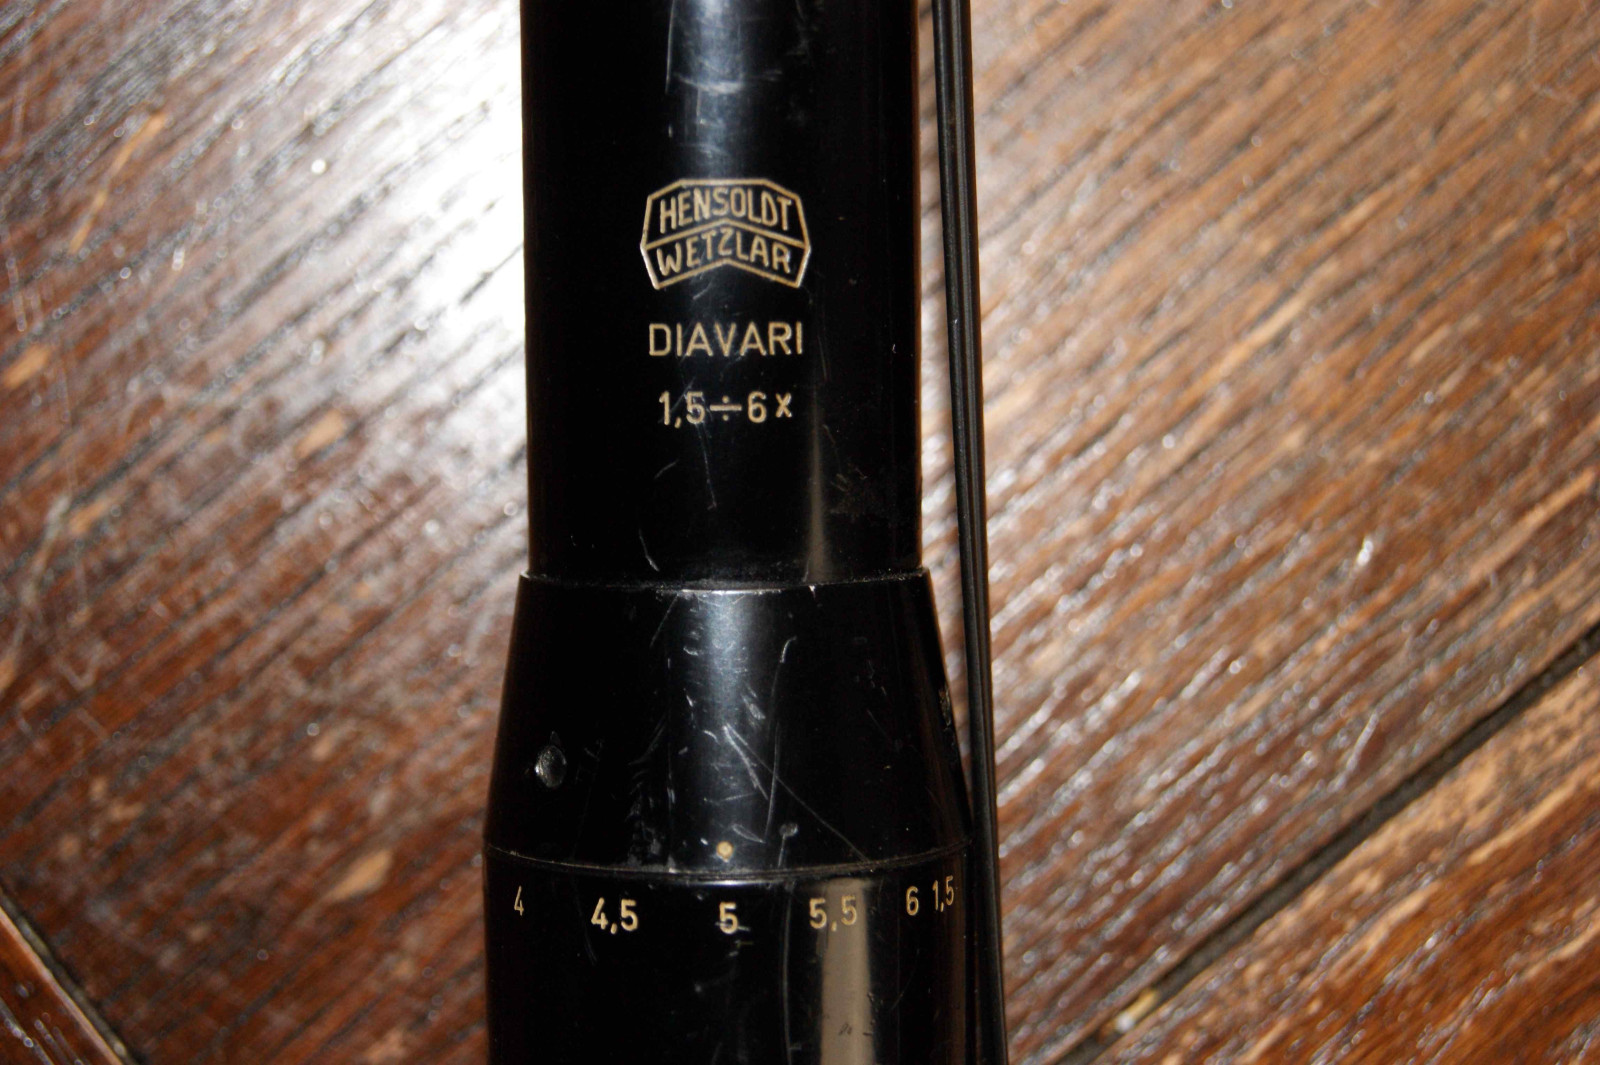 HENSOLDT
WETZLAR
DIAVARI
1,5÷6x
4 4,5 5 5,5 6 1,5